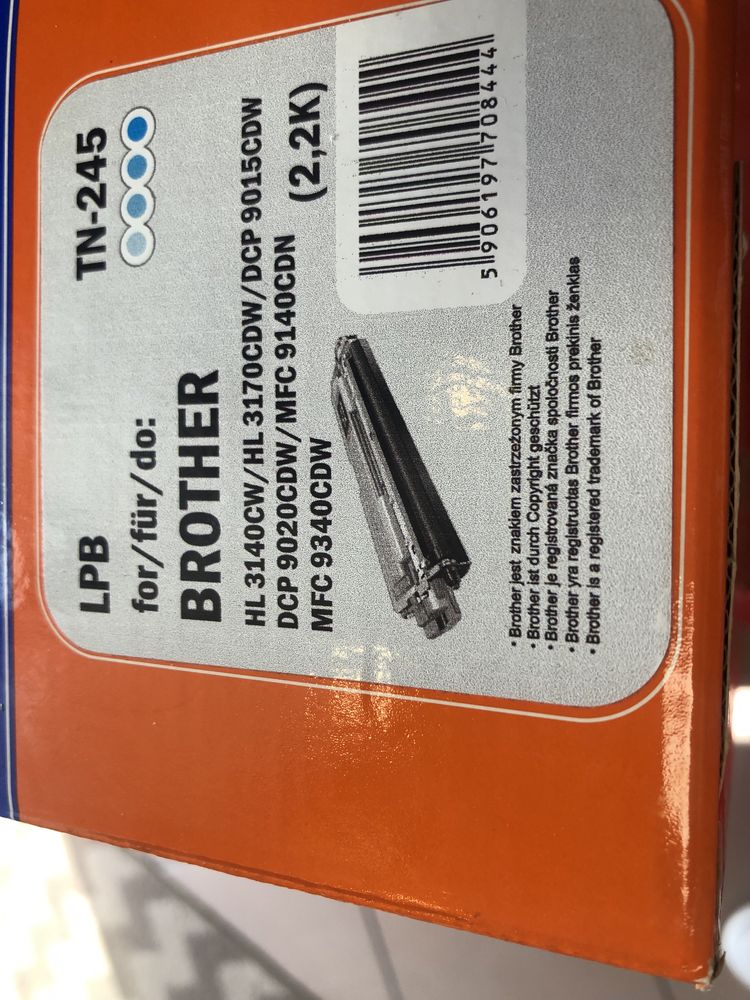 LPB TN-245
for/für/do:
BROTHER
HL 3140CW/HL 3170CDW/DCP 9015CDW
DCP 9020CDW/MFC 9140CDN (2,2K)
MFC 9340CDW
5 906197 708444
• Brother jest znakiem zastrzeżonym firmy Brother
• Brother ist durch Copyright geschützt
• Brother je registrovaná značka spoločnosti Brother
• Brother yra registruotas Brother firmos prekinis ženklas
• Brother is a registered trademark of Brother